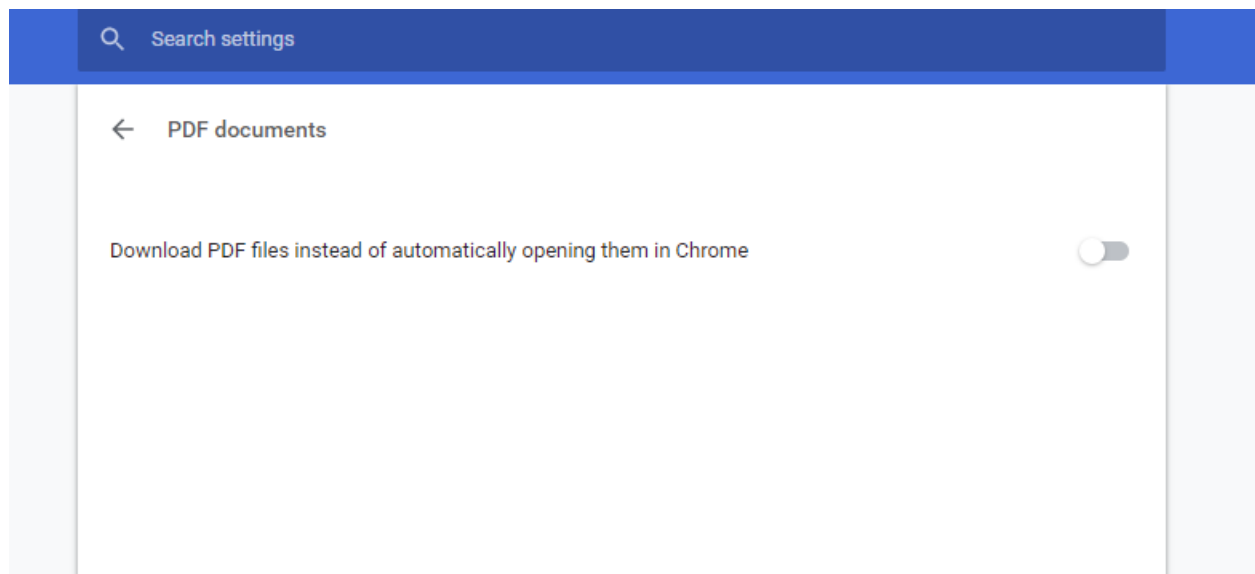 Search settings
PDF documents
Download PDF files instead of automatically opening them in Chrome